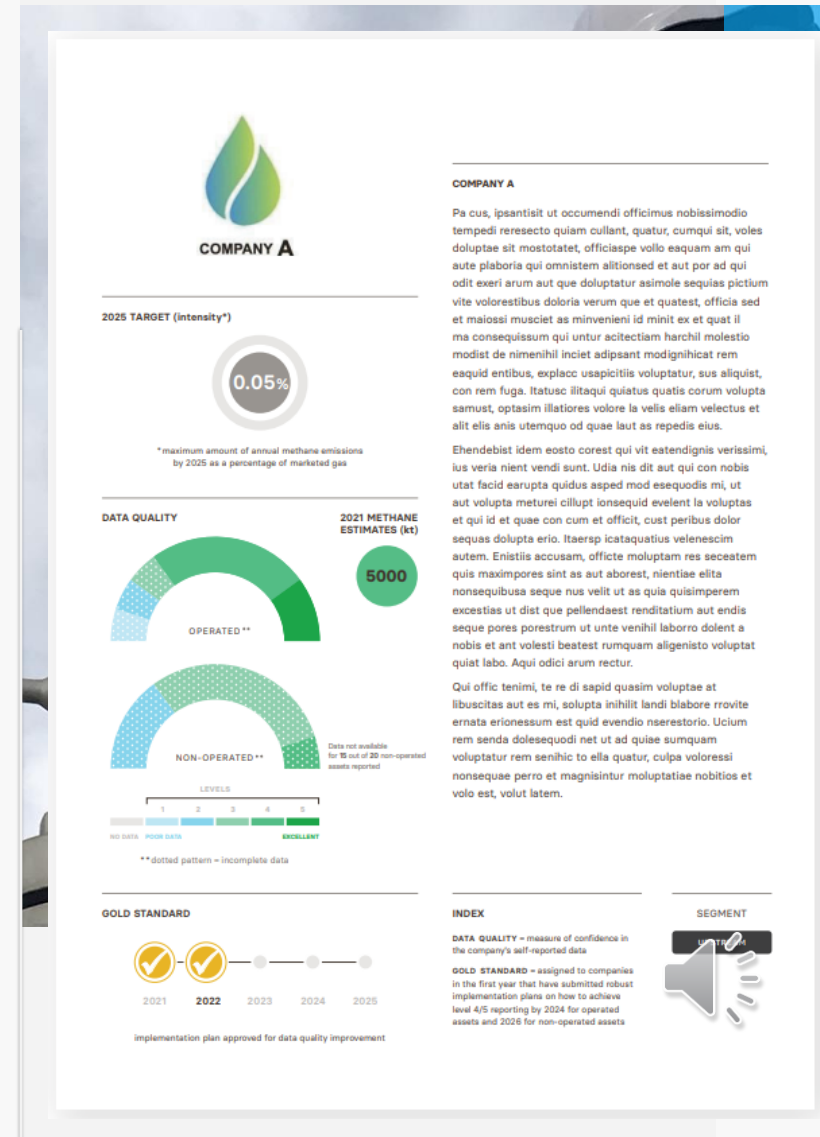 COMPANY A
2025 TARGET (intensity*)
0.05%
*maximum amount of annual methane emissions
by 2025 as a percentage of marketed gas
DATA QUALITY
2021 METHANE
ESTIMATES (kt)
5000
OPERATED**
NON-OPERATED**
Data not available
for 15 out of 20 non-operated
assets reported
LEVELS
1 2 3 4 5
NO DATA POOR DATA EXCELLENT
**dotted pattern = incomplete data
GOLD STANDARD
2021 2022 2023 2024 2025
implementation plan approved for data quality improvement
COMPANY A
Pa cus, ipsantisit ut occumendi officimus nobissimodio
tempedi reresecto quiam cullant, quatur, cumqui sit, voles
doluptae sit mostotatet, officiaspe vollo eaquam am qui
aute plaboria qui omnistem alitionsed et aut por ad qui
odit exeri arum aut que doluptatur asimole sequias pictium
vite volorestibus doloria verum que et quatest, officia sed
et maiossi musciet as minvenieni id minit ex et quat il
ma consequissum qui untur acitectiam harchil molestio
modist de nimenihil inciet adipsant modignihicat rem
eaquid entibus, explacc usapicitiis voluptatur, sus aliquist,
con rem fuga. Itatusc ilitaqui quiatus quatis corum volupta
samust, optasim illatiores volore la velis eliam velectus et
alit elis anis utemquo od quae laut as repedis eius.
Ehendebist idem eosto corest qui vit eatendignis verissimi,
ius veria nient vendi sunt. Udia nis dit aut qui con nobis
utat facid earupta quidus asped mod esequodis mi, ut
aut volupta meturei cillupt ionsequid evelent la voluptas
et qui id et quae con cum et officit, cust peribus dolor
sequas dolupta erio. Itaersp icataquatius velenescim
autem. Enistiis accusam, officte moluptam res seceatem
quis maximpores sint as aut aborest, nientiae elita
nonsequibusa seque nus velit ut as quia quisimperem
excestias ut dist que pellendaest renditatium aut endis
seque pores porestrum ut unte venihil laborro dolent a
nobis et ant volesti beatest rumquam aligenisto voluptat
quiat labo. Aqui odici arum rectur.
Qui offic tenimi, te re di sapid quasim voluptae at
libuscitas aut es mi, solupta inihilit landi blabore rrovite
ernata erionessum est quid evendio nserestorio. Ucium
rem senda dolesequodi net ut ad quiae sumquam
voluptatur rem senihic to ella quatur, culpa voloressi
nonsequae perro et magnisintur moluptatiae nobitios et
volo est, volut latem.
INDEX
DATA QUALITY = measure of confidence in
the company's self-reported data
GOLD STANDARD = assigned to companies
in the first year that have submitted robust
implementation plans on how to achieve
level 4/5 reporting by 2024 for operated
assets and 2026 for non-operated assets
SEGMENT